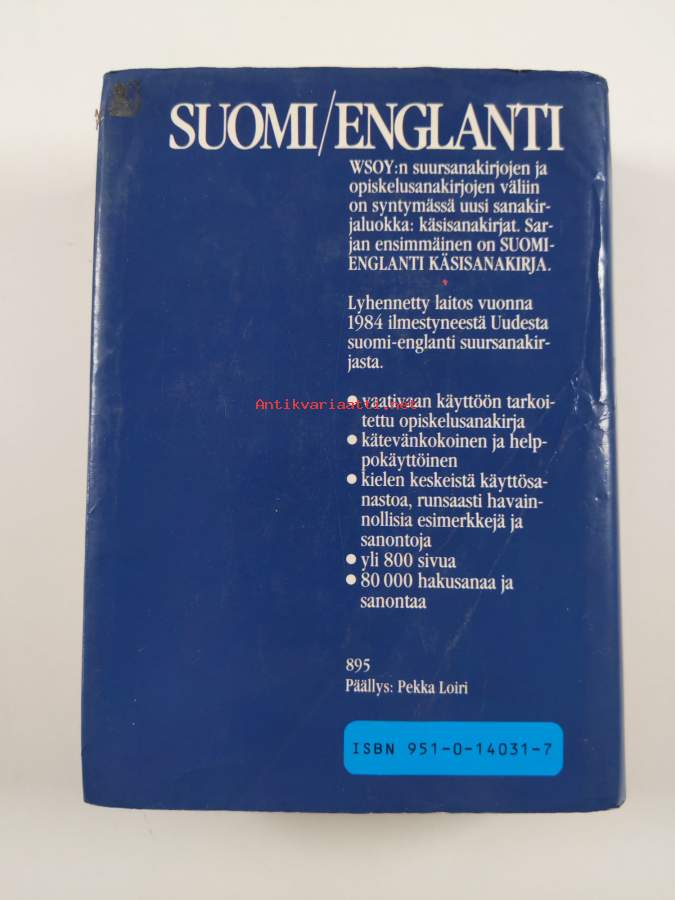 SUOMI/ENGLANTI
WSOY:n suursanakirjojen ja
opiskelusanakirjojen väliin
on syntymässä uusi sanakir-
jaluokka: käsisanakirjat. Sar-
jan ensimmäinen on SUOMI-
ENGLANTI KÄSISANAKIRJA.
Lyhennetty laitos vuonna
1984 ilmestyneestä Uudesta
suomi-englanti suursanakir-
jasta.
● vaativaan käyttöön tarkoi-
tettu opiskelusanakirja
● kätevänkokoinen ja help-
pokäyttöinen
● kielen keskeistä käyttösa-
nastoa, runsaasti havain-
nollisia esimerkkejä ja
sanontoja
● yli 800 sivua
● 80 000 hakusanaa ja
sanontaa
895
Päällys: Pekka Loiri
ISBN 951-0-14031-7
Antikvariaatti.net